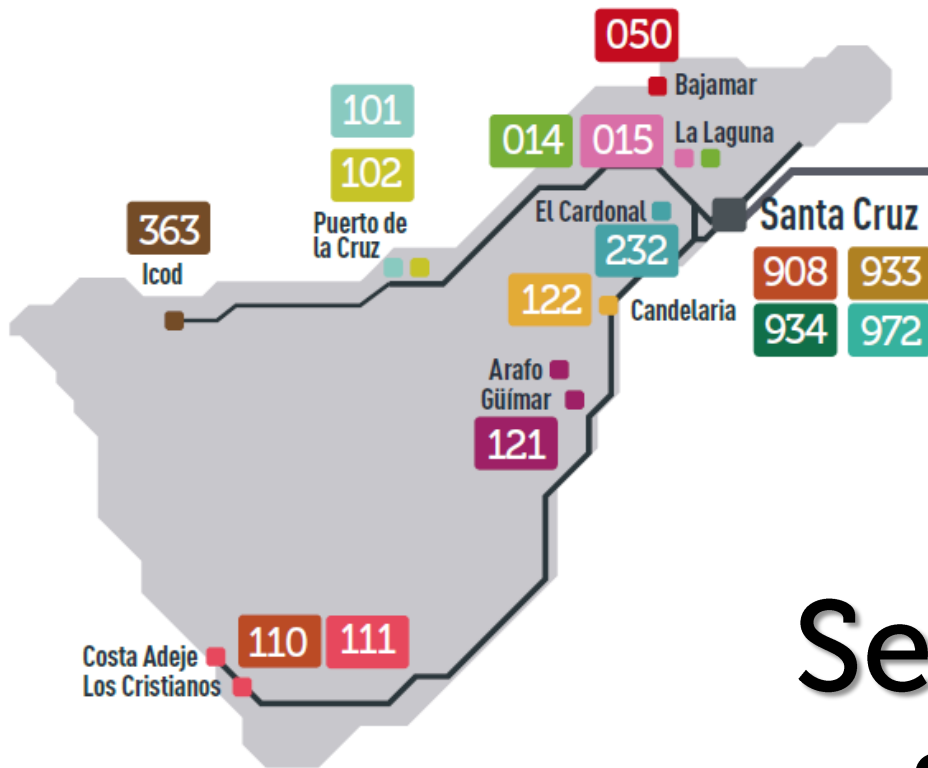 050
Bajamar
101
014
015
La Laguna
102
El Cardonal
Santa Cruz
363
Puerto de
la Cruz
232
908
933
Icod
122
Candelaria
934
972
Arafo
Güímar
121
110
111
Costa Adeje
Los Cristianos
Se